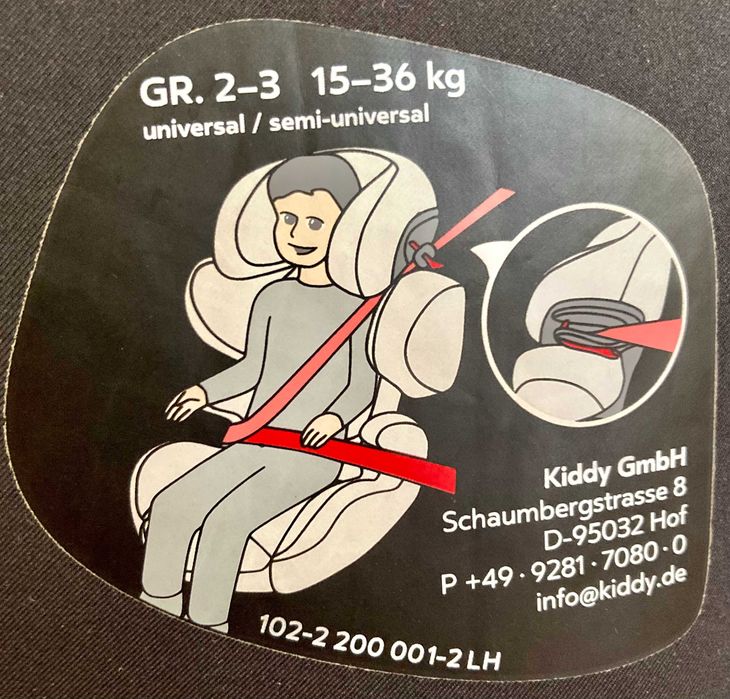 GR. 2–3 15–36 kg
universal / semi-universal
Kiddy GmbH
Schaumbergstrasse 8
D-95032 Hof
P +49 · 9281 · 7080 · 0
info@kiddy.de
102-2 200 001-2 LH